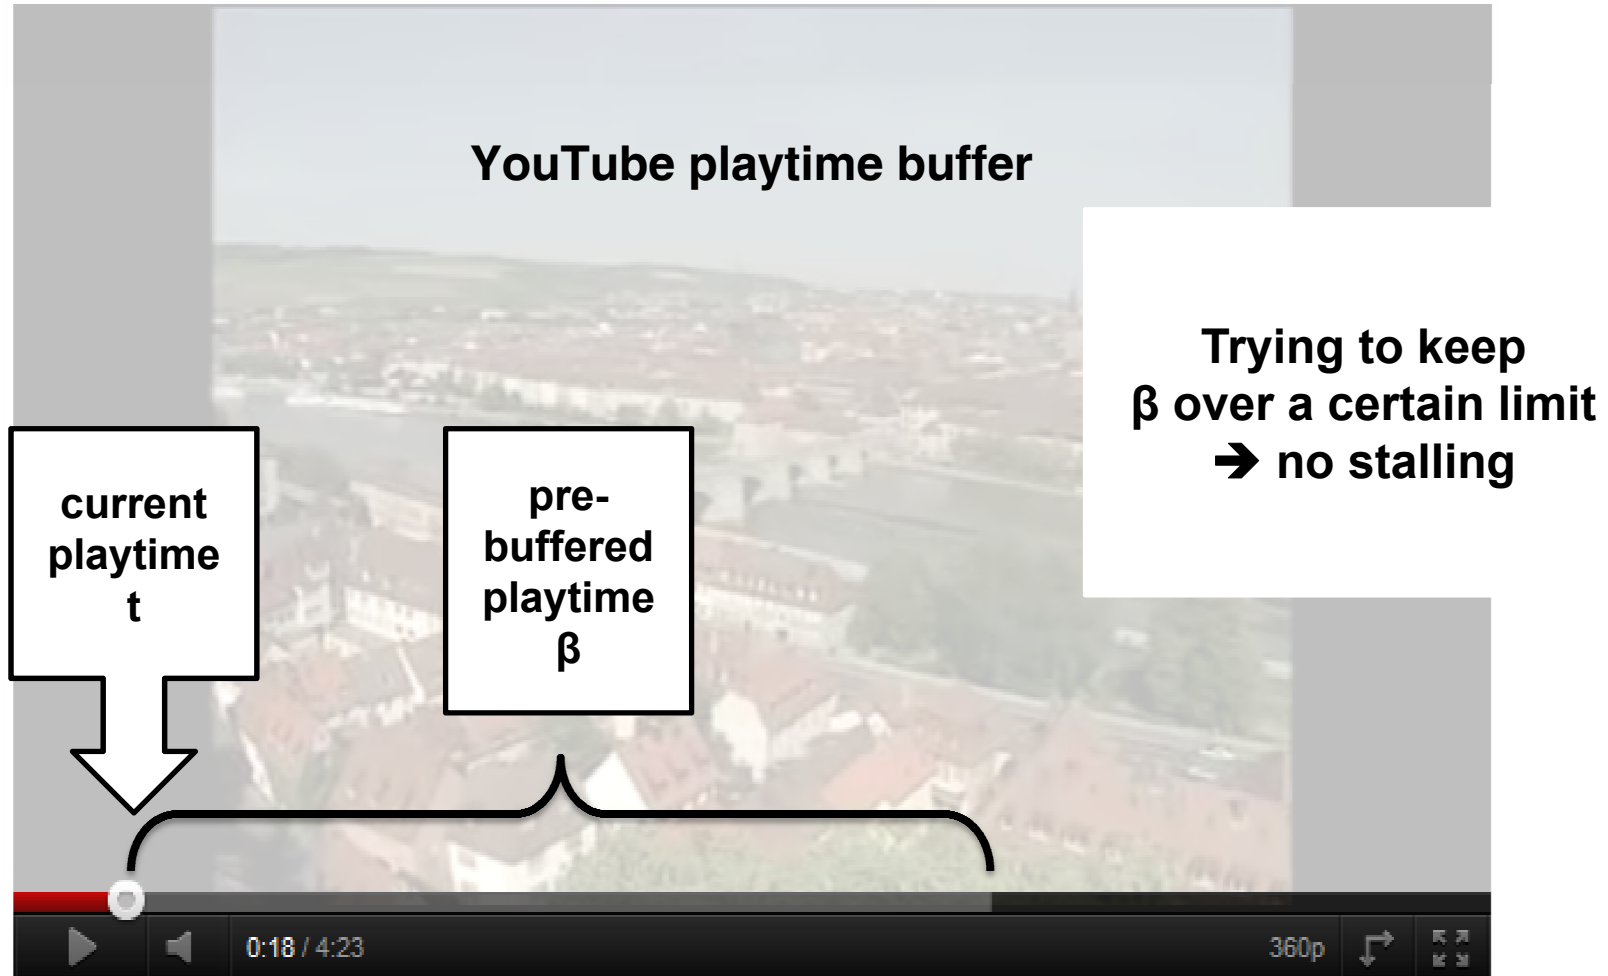 YouTube playtime buffer
Trying to keep
β over a certain limit
➔ no stalling
current
playtime
t
pre-
buffered
playtime
β
0:18 / 4:23
360p